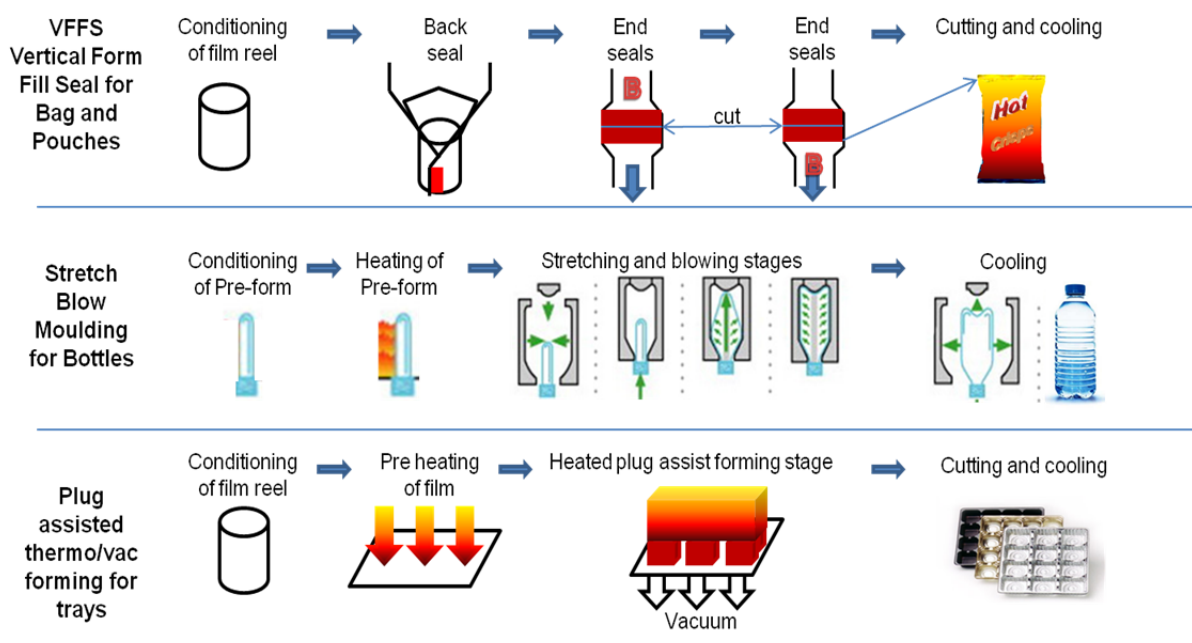 VFFS
Vertical Form
Fill Seal for
Bag and
Pouches
Conditioning
of film reel
Back
seal
End
seals
End
seals
Cutting and cooling
B
cut
B
Hot
Crisps
Stretch
Blow
Moulding
for Bottles
Conditioning
of Pre-form
Heating of
Pre-form
Stretching and blowing stages
Cooling
Plug
assisted
thermo/vac
forming for
trays
Conditioning
of film reel
Pre heating
of film
Heated plug assist forming stage
Cutting and cooling
Vacuum